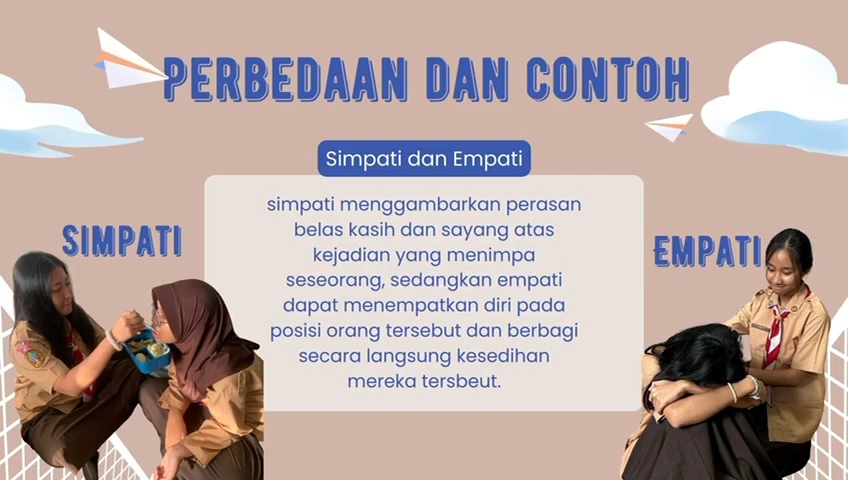 PERBEDAAN DAN CONTOH
Simpati dan Empati
SIMPATI
simpati menggambarkan perasan
belas kasih dan sayang atas
kejadian yang menimpa
seseorang, sedangkan empati
dapat menempatkan diri pada
posisi orang tersebut dan berbagi
secara langsung kesedihan
mereka tersbeut.
EMPATI